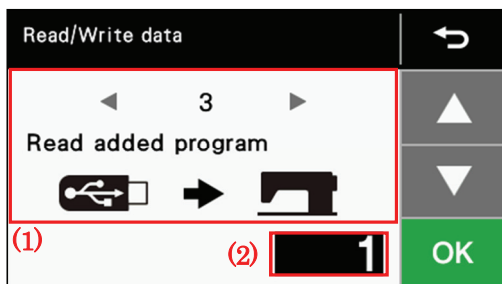 Read/Write data
3
Read added program
(1)
(2)
1
OK